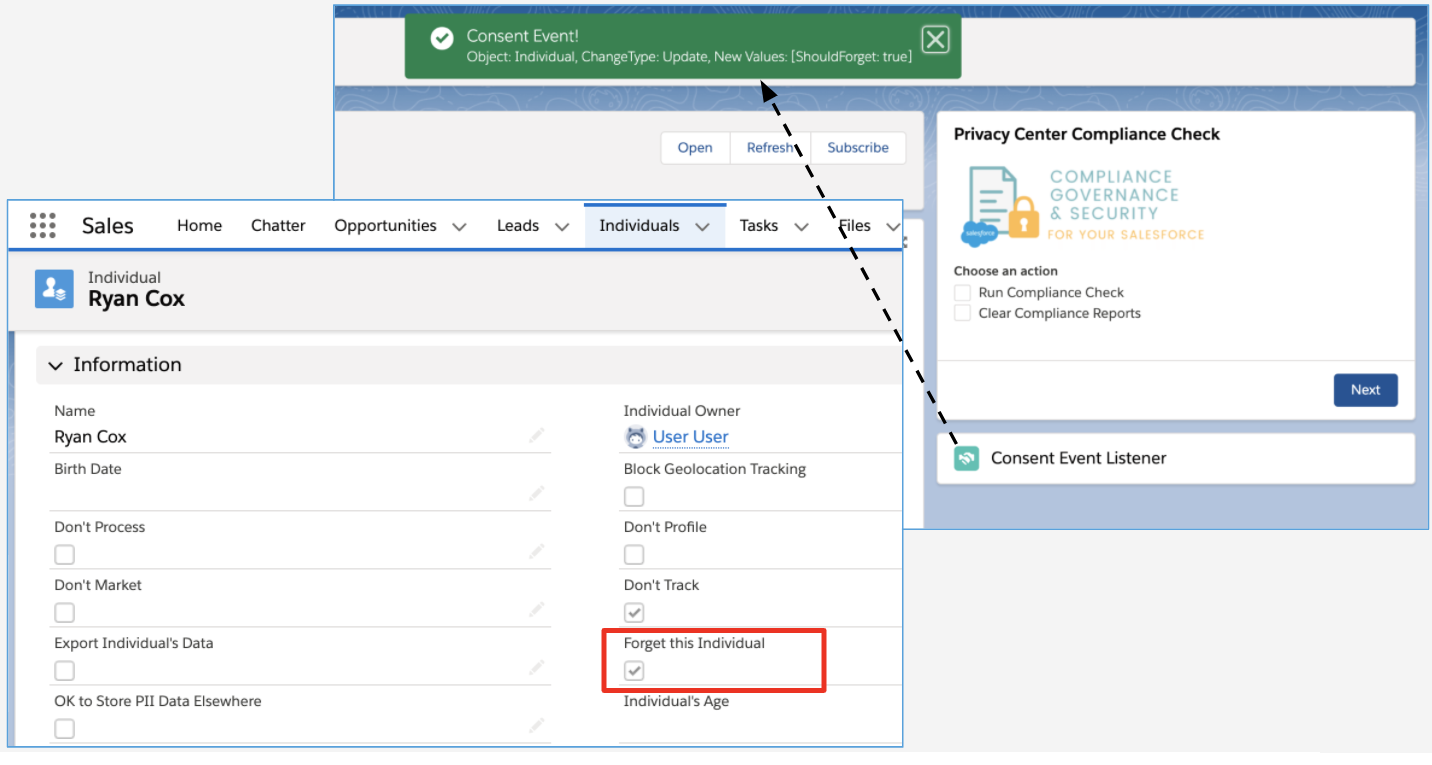 Consent Event!
Object: Individual, ChangeType: Update, New Values: [ShouldForget: true]
Open Refresh Subscribe
Privacy Center Compliance Check
COMPLIANCE
GOVERNANCE
& SECURITY
FOR YOUR SALESFORCE
salesforce
Choose an action
Run Compliance Check
Clear Compliance Reports
Next
Consent Event Listener
Sales Home Chatter Opportunities Leads Individuals Tasks Files
Individual
Ryan Cox
Information
Name Individual Owner
Ryan Cox User User
Birth Date Block Geolocation Tracking
Don't Process Don't Profile
Don't Market Don't Track
Export Individual's Data Forget this Individual
OK to Store PII Data Elsewhere Individual's Age